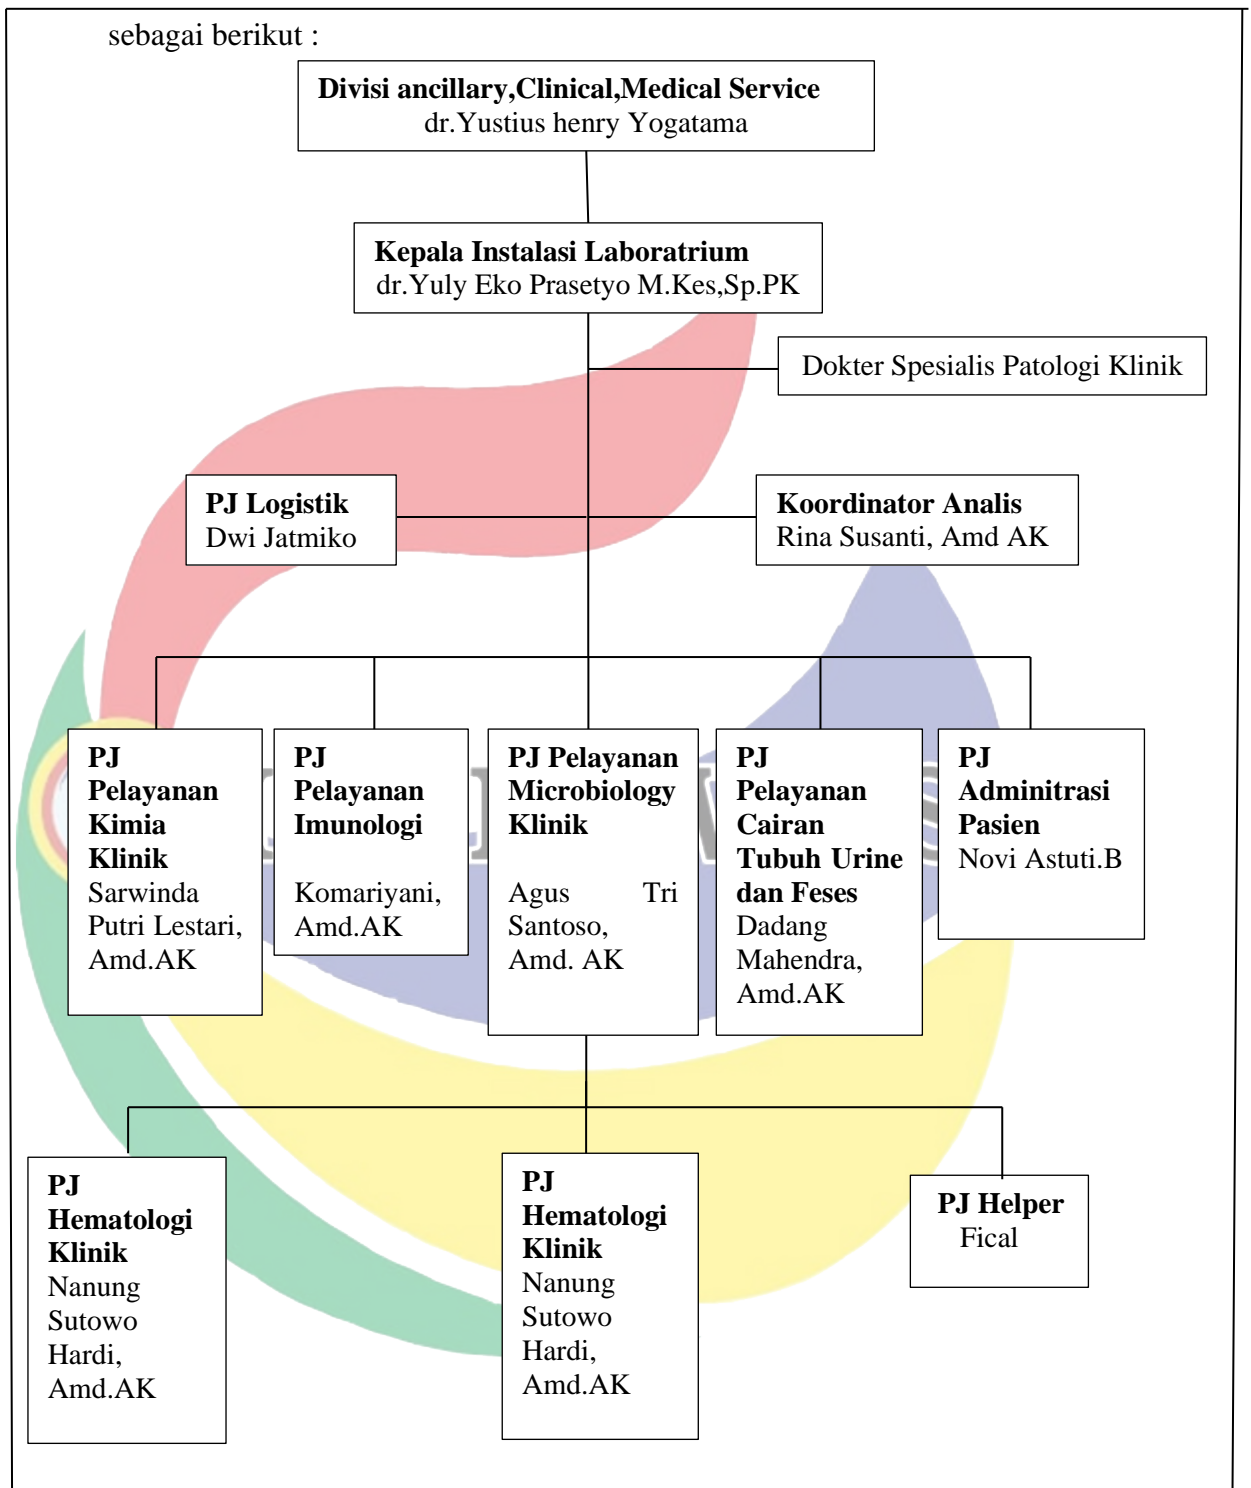 sebagai berikut :
Divisi ancillary,Clinical,Medical Service
dr.Yustius henry Yogatama
Kepala Instalasi Laboratrium
dr.Yuly Eko Prasetyo M.Kes,Sp.PK
Dokter Spesialis Patologi Klinik
PJ Logistik
Dwi Jatmiko
Koordinator Analis
Rina Susanti, Amd AK
PJ
Pelayanan
Kimia
Klinik
Sarwinda
Putri Lestari,
Amd.AK
PJ
Pelayanan
Imunologi
Komariyani,
Amd.AK
PJ Pelayanan
Microbiology
Klinik
Agus Tri
Santoso,
Amd. AK
PJ
Pelayanan
Cairan
Tubuh Urine
dan Feses
Dadang
Mahendra,
Amd.AK
PJ
Adminitrasi
Pasien
Novi Astuti.B
PJ
Hematologi
Klinik
Nanung
Sutowo
Hardi,
Amd.AK
PJ
Hematologi
Klinik
Nanung
Sutowo
Hardi,
Amd.AK
PJ Helper
Fical